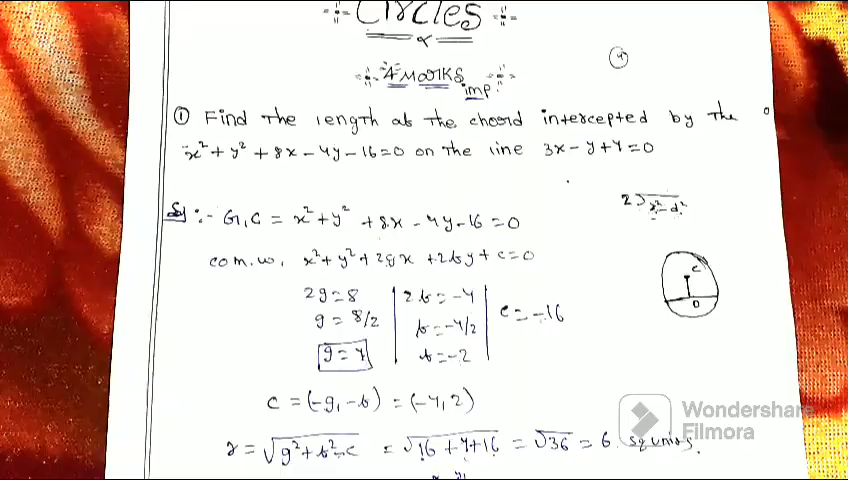 Circles
4 Marks
imp
4
① Find the length of the chord intercepted by the
x² + y² + 8x - 4y - 16 = 0 on the line 3x - y + 4 = 0
Sol :- G.C = x² + y² + 8x - 4y - 16 = 0
2√r² - d²
com. w. x² + y² + 2gx + 2fy + c = 0
2g = 8 | 2f = -4 | c = -16
g = 8/2 | f = -4/2
g = 4 | f = -2
C
D
C = (-g, -f) = (-4, 2)
r = √g² + f² - c = √16 + 4 + 16 = √36 = 6 sq units.
Wondershare
Filmora